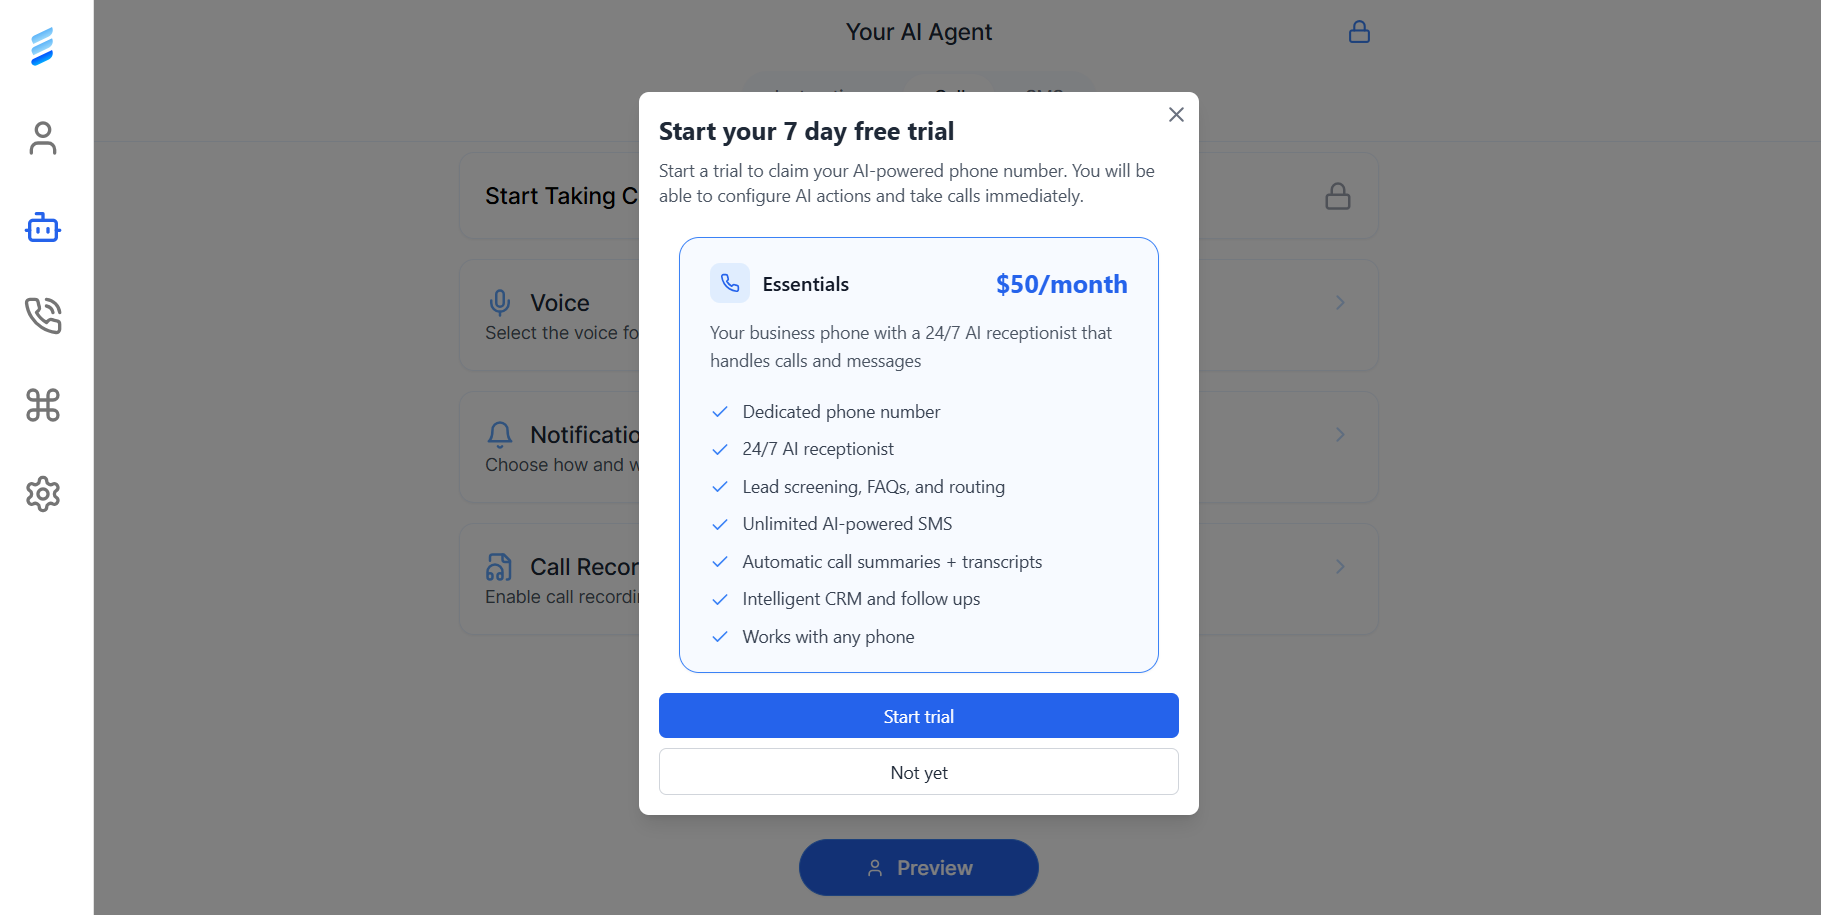 Your AI Agent
Start your 7 day free trial
Start a trial to claim your AI-powered phone number. You will be
able to configure AI actions and take calls immediately.
Essentials
$50/month
Your business phone with a 24/7 AI receptionist that
handles calls and messages
Dedicated phone number
24/7 AI receptionist
Lead screening, FAQs, and routing
Unlimited AI-powered SMS
Automatic call summaries + transcripts
Intelligent CRM and follow ups
Works with any phone
Start trial
Not yet
Start Taking C
Voice
Select the voice fo
Notificatio
Choose how and w
Call Recor
Enable call recordi
Preview